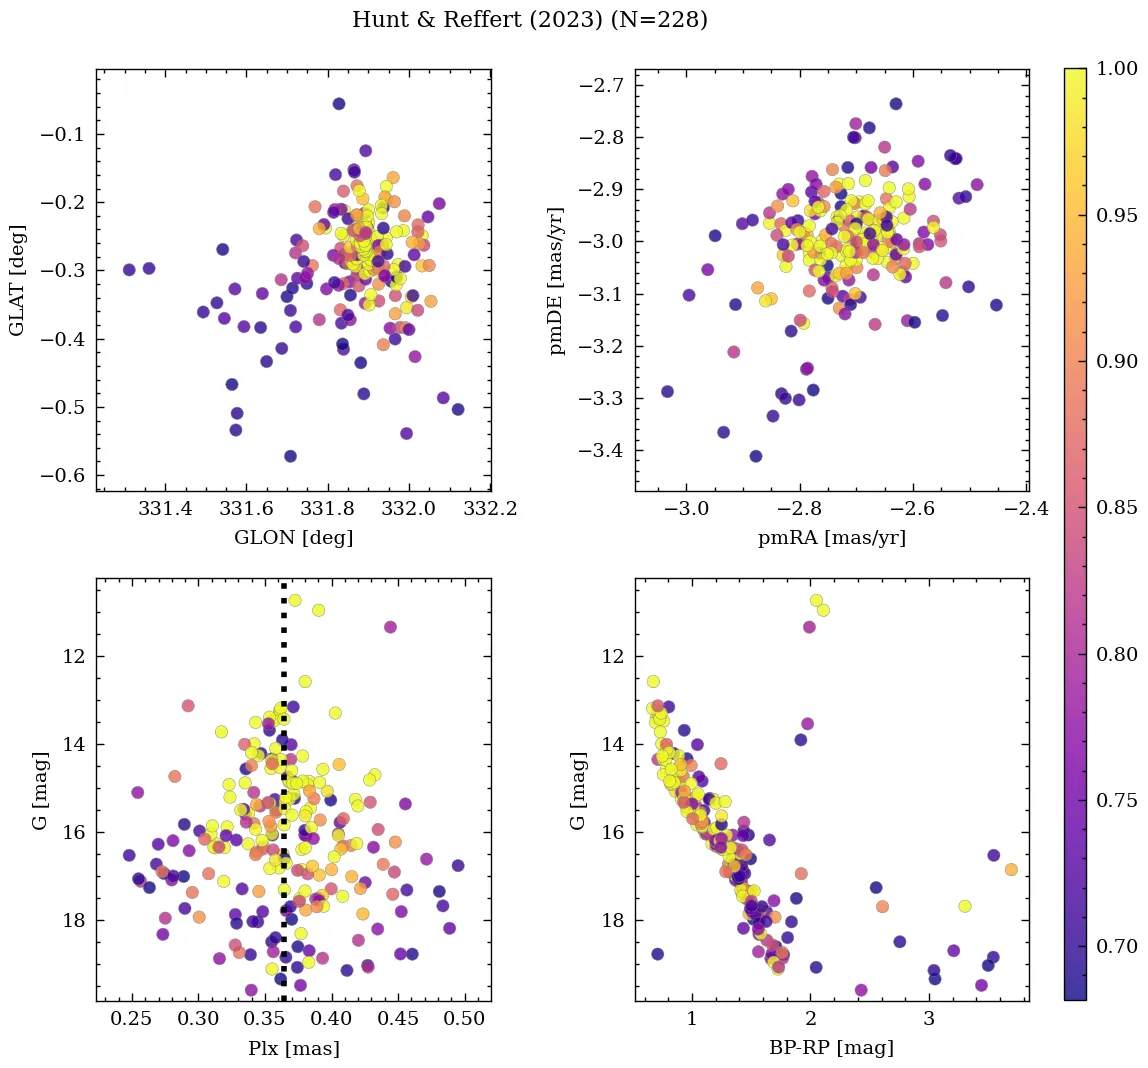 Hunt & Reffert (2023) (N=228)
−0.1
−0.2
−0.3
−0.4
−0.5
−0.6
GLAT [deg]
331.4 331.6 331.8 332.0 332.2
GLON [deg]
−2.7
−2.8
−2.9
−3.0
−3.1
−3.2
−3.3
−3.4
pmDE [mas/yr]
−3.0 −2.8 −2.6 −2.4
pmRA [mas/yr]
12
14
16
18
G [mag]
0.25 0.30 0.35 0.40 0.45 0.50
Plx [mas]
12
14
16
18
G [mag]
1 2 3
BP-RP [mag]
1.00
0.95
0.90
0.85
0.80
0.75
0.70